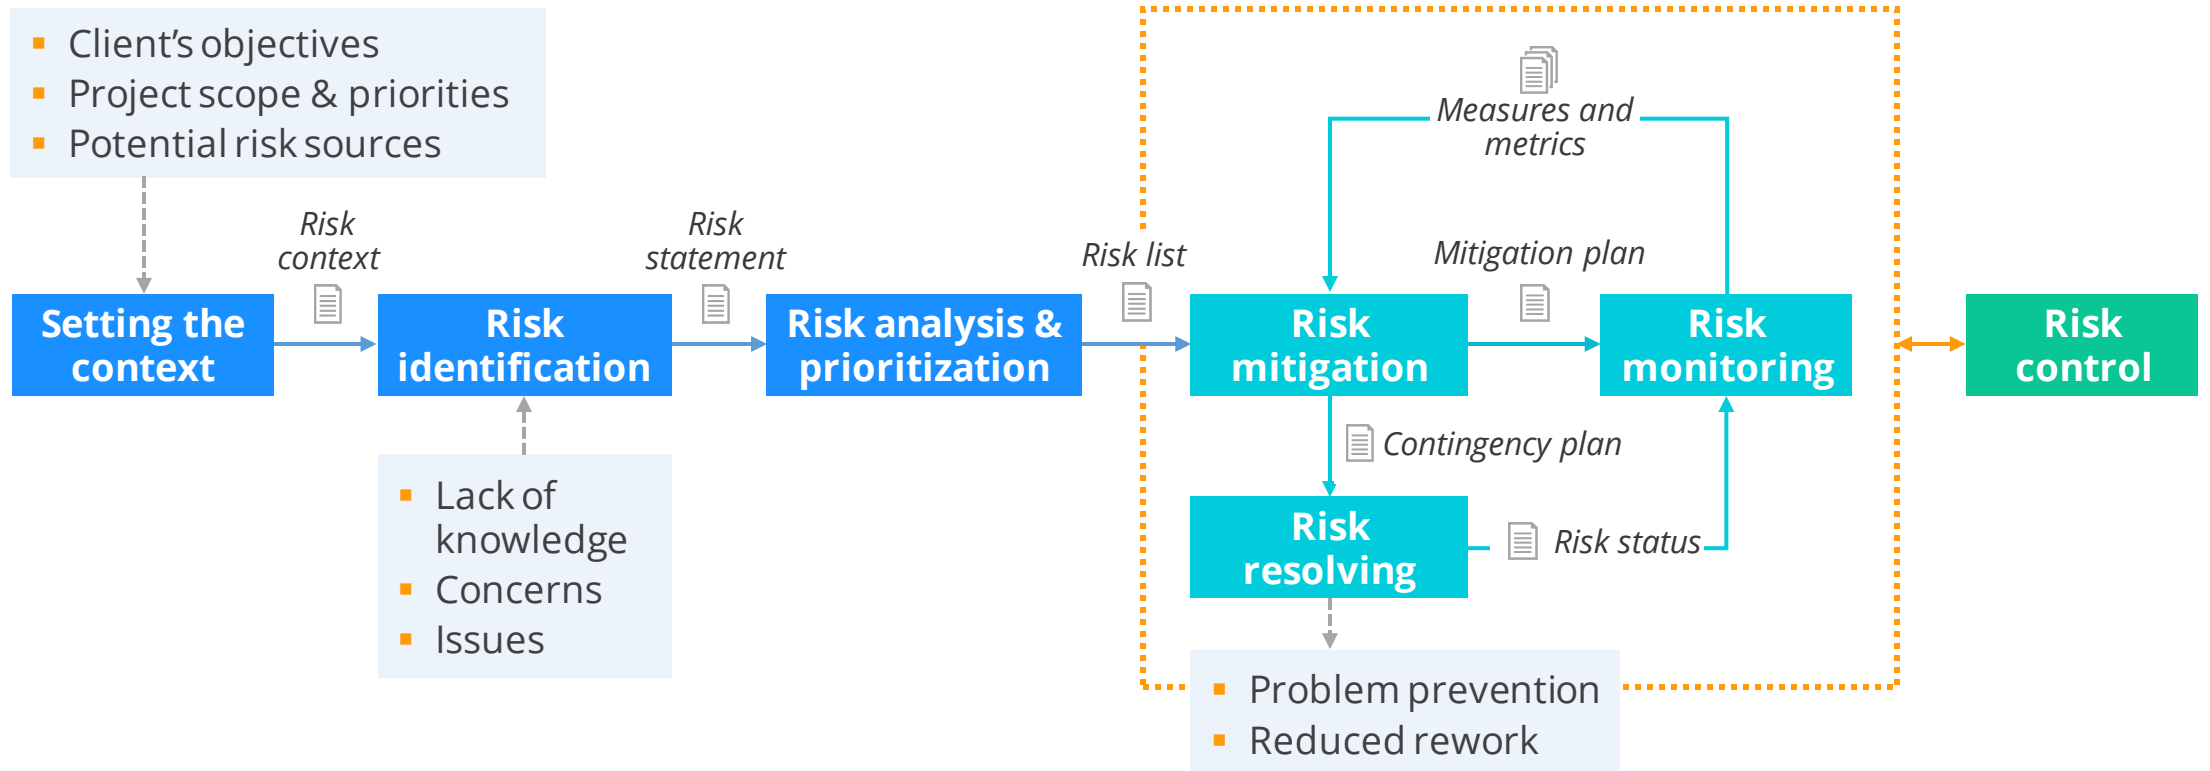 Client's objectives
Project scope & priorities
Potential risk sources
Risk
context
Risk
statement
Risk list
Measures and
metrics
Mitigation plan
Setting the
context
Risk
identification
Risk analysis &
prioritization
Risk
mitigation
Risk
monitoring
Risk
control
Contingency plan
Lack of
knowledge
Concerns
Issues
Risk
resolving
Risk status
Problem prevention
Reduced rework